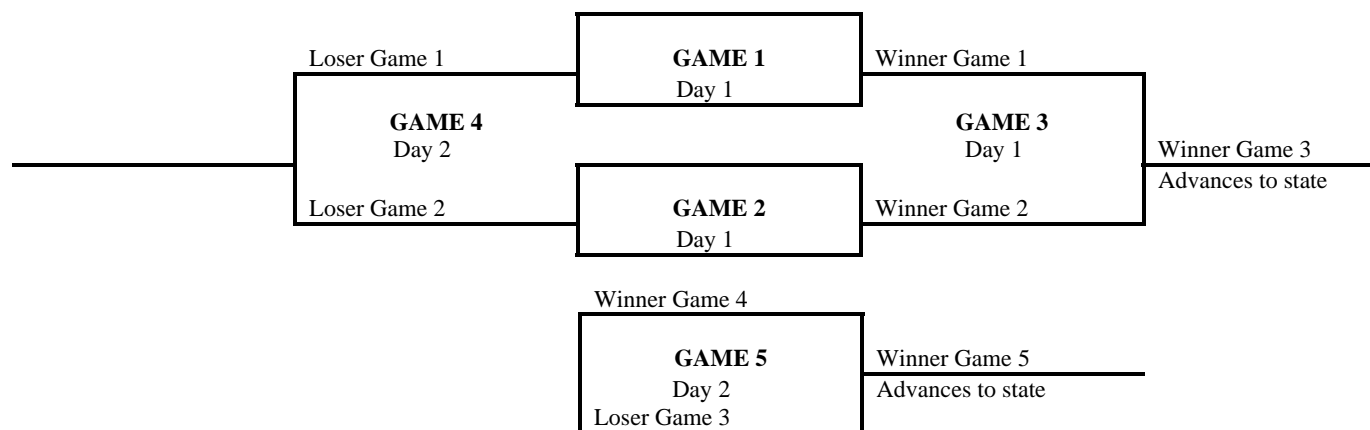 Loser Game 1
GAME 1
Winner Game 1
Day 1
GAME 4
GAME 3
Day 2
Day 1
Winner Game 3
Advances to state
Loser Game 2
GAME 2
Winner Game 2
Day 1
Winner Game 4
GAME 5
Winner Game 5
Day 2
Advances to state
Loser Game 3